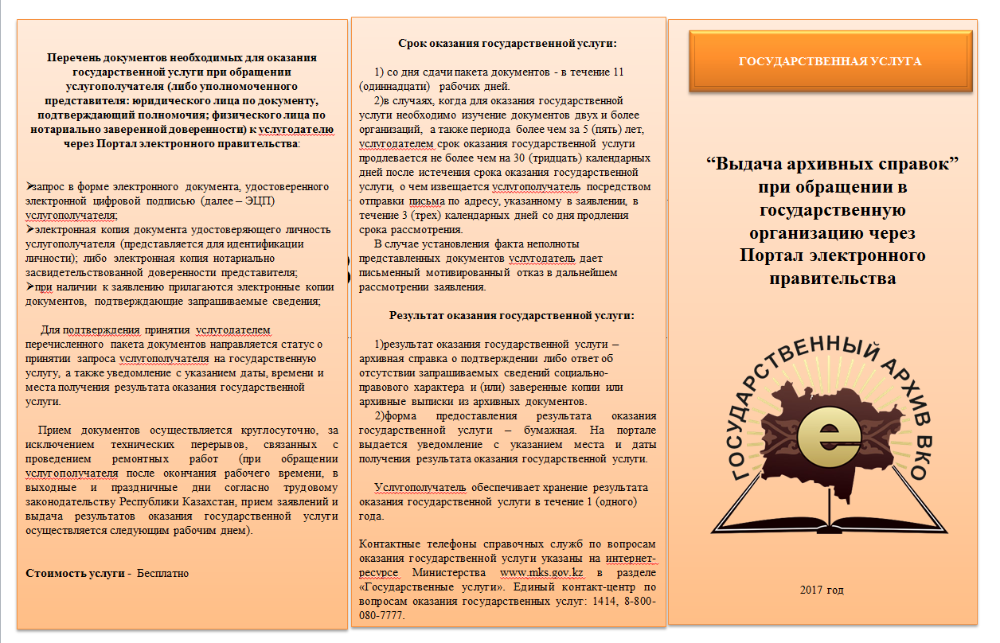 Перечень документов необходимых для оказания
государственной услуги при обращении
услугополучателя (либо уполномоченного
представителя: юридического лица по документу,
подтверждающий полномочия; физического лица по
нотариально заверенной доверенности) к услугодателю
через Портал электронного правительства:
➢запрос в форме электронного документа, удостоверенного
электронной цифровой подписью (далее – ЭЦП)
услугополучателя;
➢электронная копия документа удостоверяющего личность
услугополучателя (представляется для идентификации
личности); либо электронная копия нотариально
засвидетельствованной доверенности представителя;
➢при наличии к заявлению прилагаются электронные копии
документов, подтверждающие запрашиваемые сведения;
Для подтверждения принятия услугодателем
перечисленного пакета документов направляется статус о
принятии запроса услугополучателя на государственную
услугу, а также уведомление с указанием даты, времени и
места получения результата оказания государственной
услуги.
Прием документов осуществляется круглосуточно, за
исключением технических перерывов, связанных с
проведением ремонтных работ (при обращении
услугополучателя после окончания рабочего времени, в
выходные и праздничные дни согласно трудовому
законодательству Республики Казахстан, прием заявлений и
выдача результатов оказания государственной услуги
осуществляется следующим рабочим днем).
Стоимость услуги - Бесплатно
Срок оказания государственной услуги:
1) со дня сдачи пакета документов - в течение 11
(одиннадцати) рабочих дней.
2)в случаях, когда для оказания государственной
услуги необходимо изучение документов двух и более
организаций, а также периода более чем за 5 (пять) лет,
услугодателем срок оказания государственной услуги
продлевается не более чем на 30 (тридцать) календарных
дней после истечения срока оказания государственной
услуги, о чем извещается услугополучатель посредством
отправки письма по адресу, указанному в заявлении, в
течение 3 (трех) календарных дней со дня продления
срока рассмотрения.
В случае установления факта неполноты
представленных документов услугодатель дает
письменный мотивированный отказ в дальнейшем
рассмотрении заявления.
Результат оказания государственной услуги:
1)результат оказания государственной услуги –
архивная справка о подтверждении либо ответ об
отсутствии запрашиваемых сведений социально-
правового характера и (или) заверенные копии или
архивные выписки из архивных документов.
2)форма предоставления результата оказания
государственной услуги – бумажная. На портале
выдается уведомление с указанием места и даты
получения результата оказания государственной услуги.
Услугополучатель обеспечивает хранение результата
оказания государственной услуги в течение 1 (одного)
года.
Контактные телефоны справочных служб по вопросам
оказания государственной услуги указаны на интернет-
ресурсе Министерства www.mks.gov.kz в разделе
«Государственные услуги». Единый контакт-центр по
вопросам оказания государственных услуг: 1414, 8-800-
080-7777.
ГОСУДАРСТВЕННАЯ УСЛУГА
“Выдача архивных справок”
при обращении в
государственную
организацию через
Портал электронного
правительства
ГОСУДАРСТВЕННЫЙ АРХИВ ВКО
e
2017 год